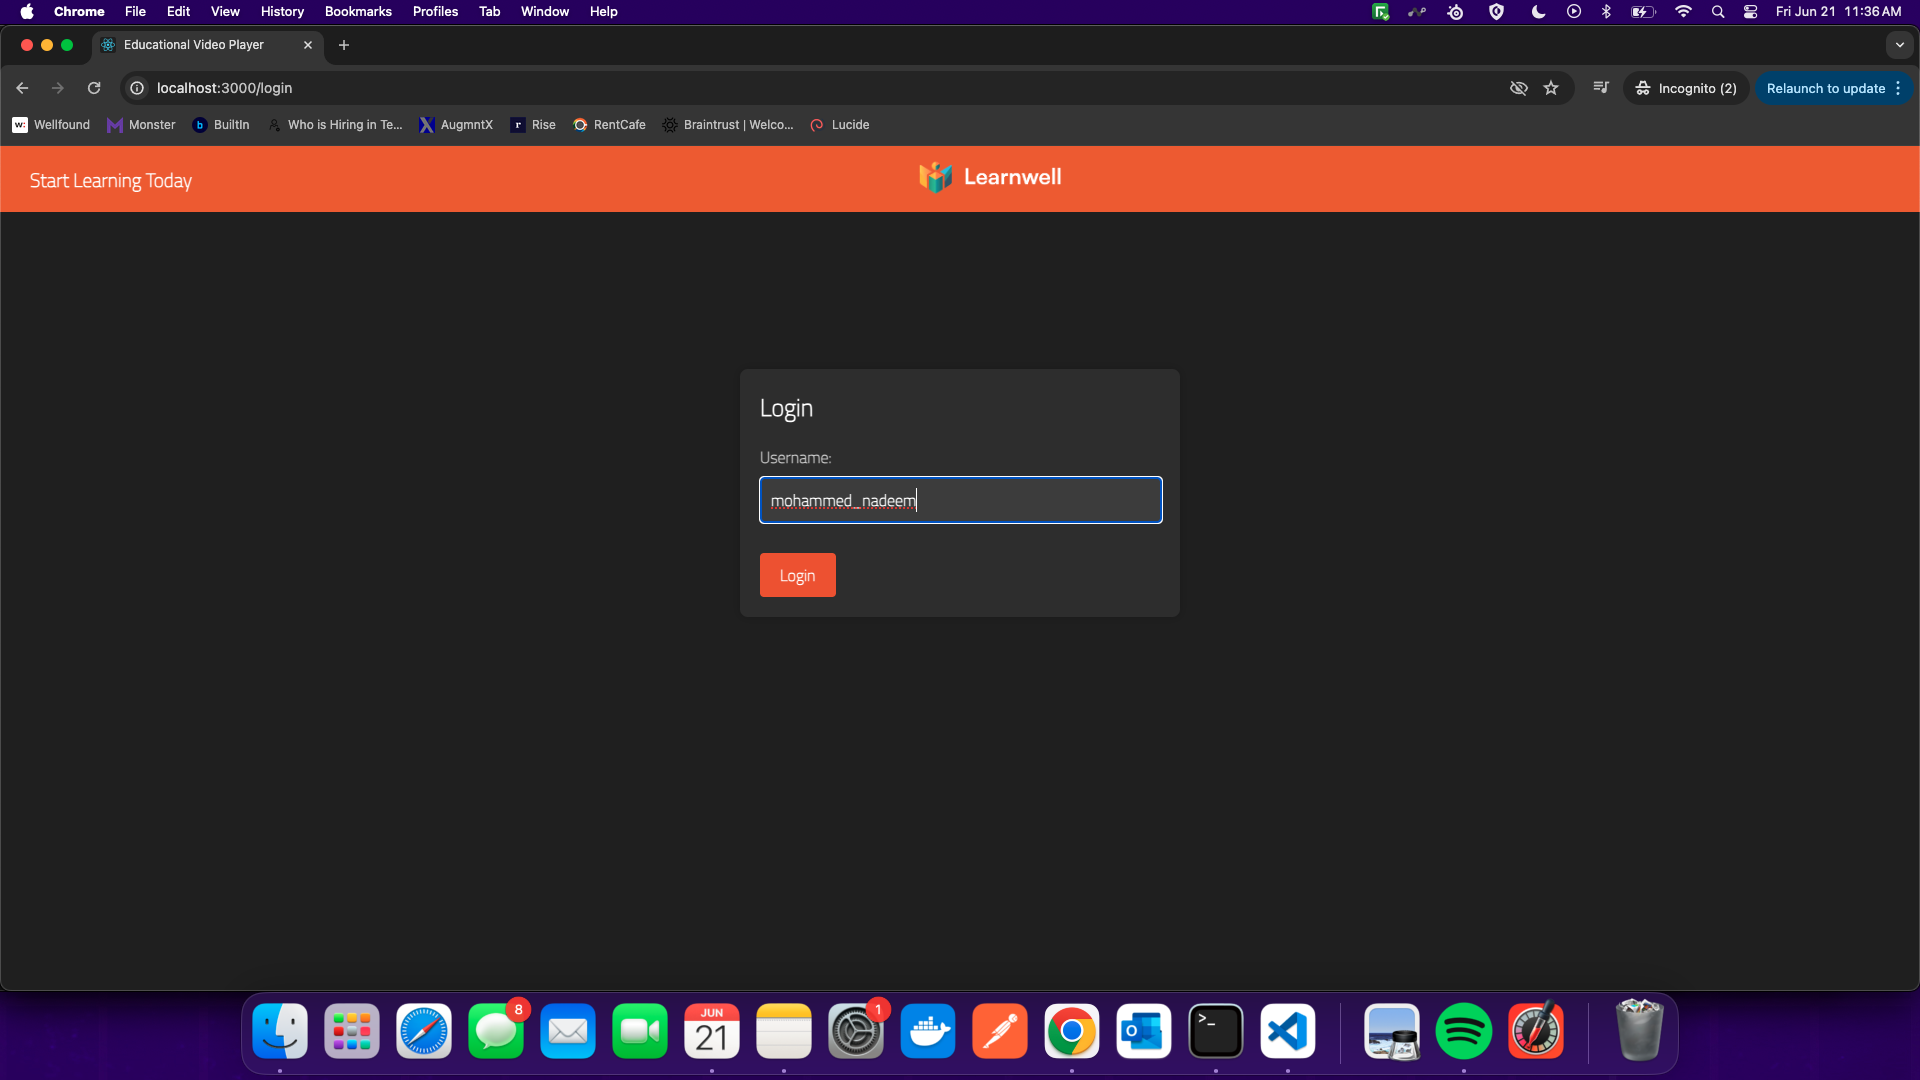 Chrome File Edit View History Bookmarks Profiles Tab Window Help Fri Jun 21 11:36 AM
Educational Video Player
localhost:3000/login Incognito (2) Relaunch to update
w: Wellfound Monster b BuiltIn Who is Hiring in Te... AugmntX r Rise RentCafe Braintrust | Welco... Lucide
Start Learning Today Learnwell
Login
Username:
mohammed_nadeem
Login
8 JUN 21 1